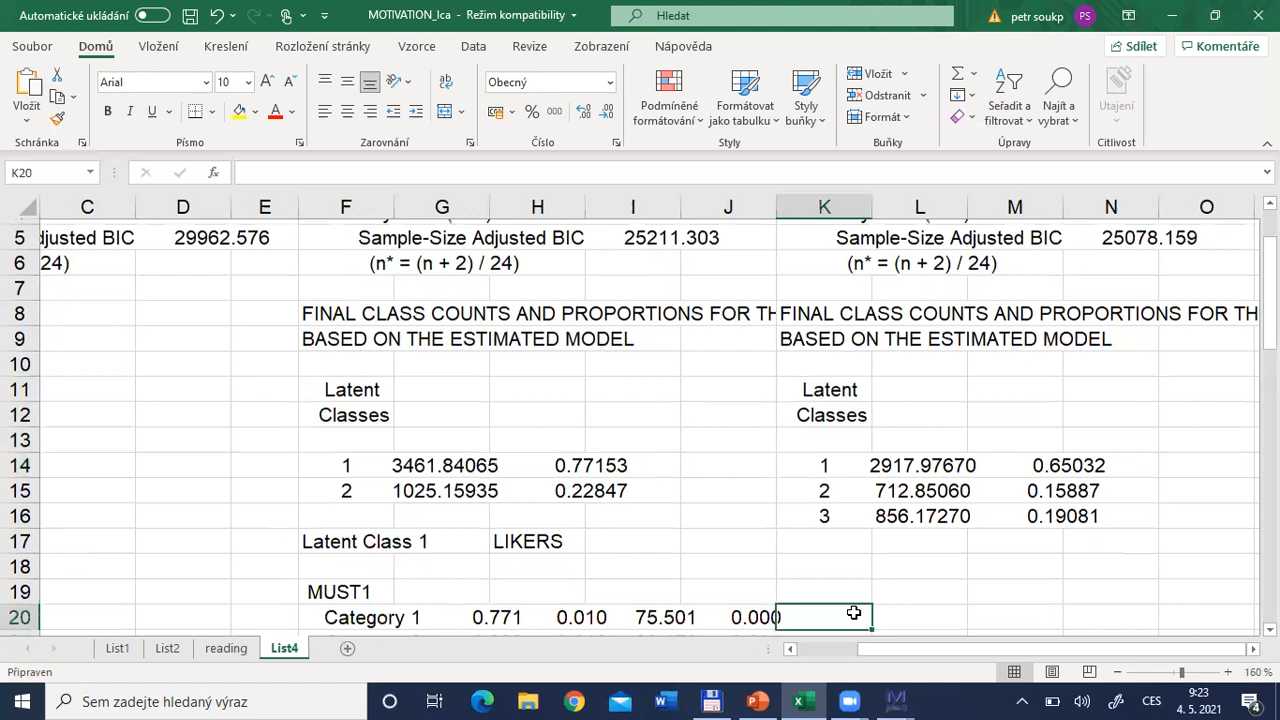 Automatické ukládání
MOTIVATION_lca - Režim kompatibility
Hledat
petr soukp
PS
Soubor Domů Vložení Kreslení Rozložení stránky Vzorce Data Revize Zobrazení Nápověda
Sdílet Komentáře
Vložit
Schránka
Arial 10
Písmo
Zarovnání
Obecný
Číslo
Podmíněné formátování
Formátovat jako tabulku
Styly buňky
Styly
Vložit
Odstranit
Formát
Buňky
Seřadit a filtrovat
Najít a vybrat
Úpravy
Utajení
Citlivost
K20
C D E F G H I J K L M N O
5 djusted BIC 29962.576 Sample-Size Adjusted BIC 25211.303 Sample-Size Adjusted BIC 25078.159
6 24) (n* = (n + 2) / 24) (n* = (n + 2) / 24)
7
8 FINAL CLASS COUNTS AND PROPORTIONS FOR TH FINAL CLASS COUNTS AND PROPORTIONS FOR TH
9 BASED ON THE ESTIMATED MODEL BASED ON THE ESTIMATED MODEL
10
11 Latent Latent
12 Classes Classes
13
14 1 3461.84065 0.77153 1 2917.97670 0.65032
15 2 1025.15935 0.22847 2 712.85060 0.15887
16 3 856.17270 0.19081
17 Latent Class 1 LIKERS
18
19 MUST1
20 Category 1 0.771 0.010 75.501 0.000
List1 List2 reading List4
Připraven
160 %
Sem zadejte hledaný výraz
CES
9:23
4. 5. 2021
4